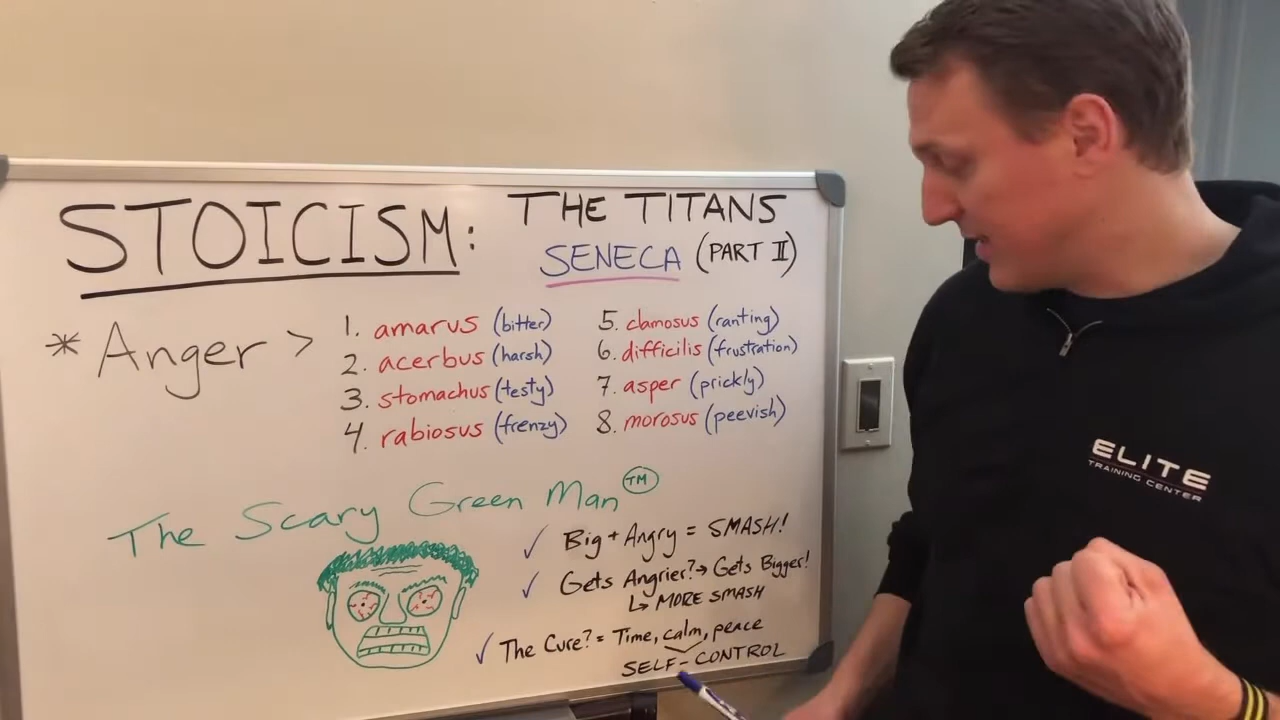 STOICISM:
THE TITANS
SENECA (PART II)
* Anger >
1. amarus (bitter)
2. acerbus (harsh)
3. stomachus (testy)
4. rabiosus (frenzy)
5. clamosus (ranting)
6. difficilis (frustration)
7. asper (prickly)
8. morosus (peevish)
The Scary Green Man TM
✓ Big + Angry = SMASH!
✓ Gets Angrier? → Gets Bigger!
↳ MORE SMASH
✓ The Cure? = Time, calm, peace
SELF-CONTROL
ELITE
TRAINING CENTER